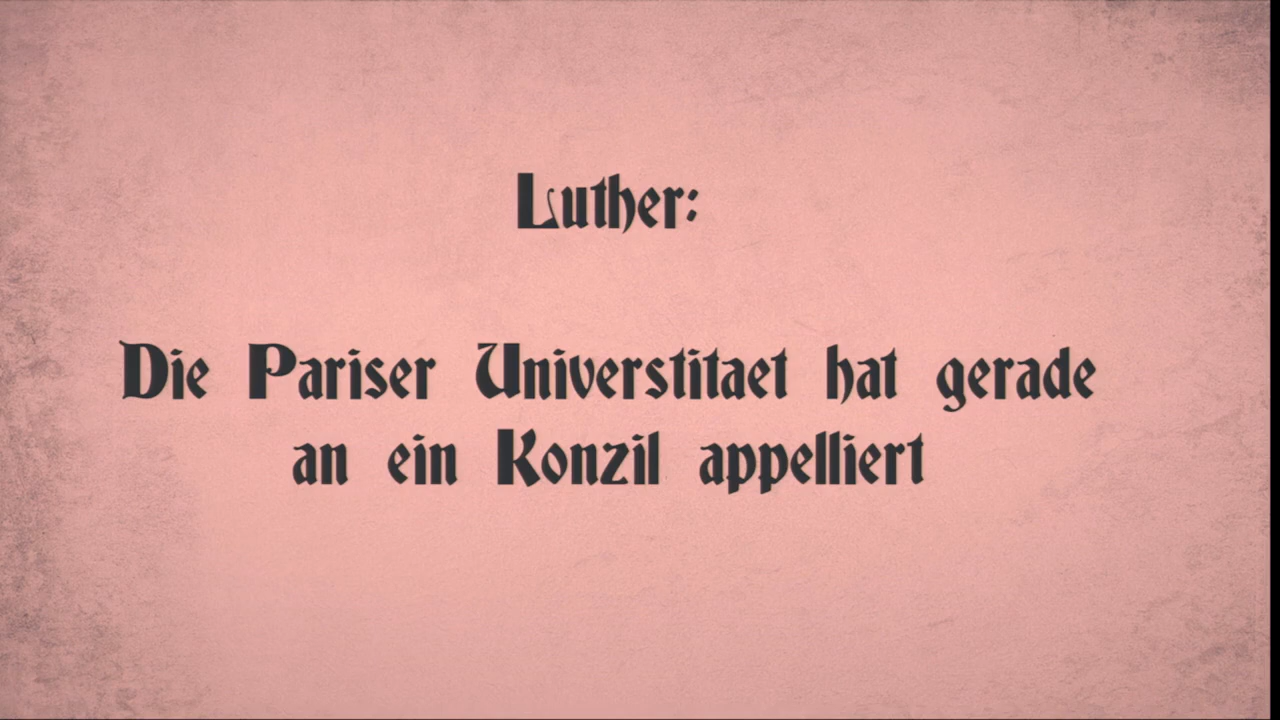 Luther:
Die Pariser Universtitaet hat gerade
an ein Konzil appelliert